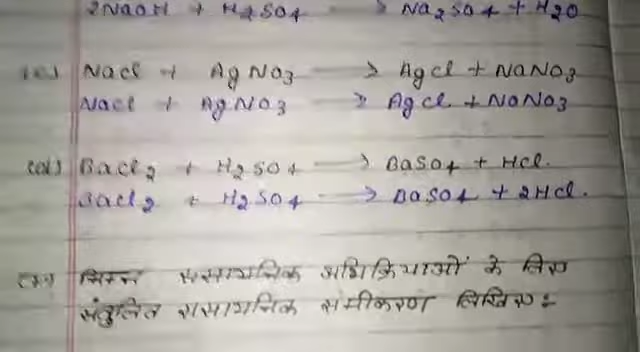 2NaOH + H2SO4 → Na2SO4 + H2O
(c) NaCl + AgNO3 → AgCl + NaNO3
NaCl + AgNO3 → AgCl + NaNO3
(d) BaCl2 + H2SO4 → BaSO4 + HCl.
BaCl2 + H2SO4 → BaSO4 + 2HCl.
निम्न रासायनिक अभिक्रियाओं के लिए
संतुलित रासायनिक समीकरण लिखिए :-